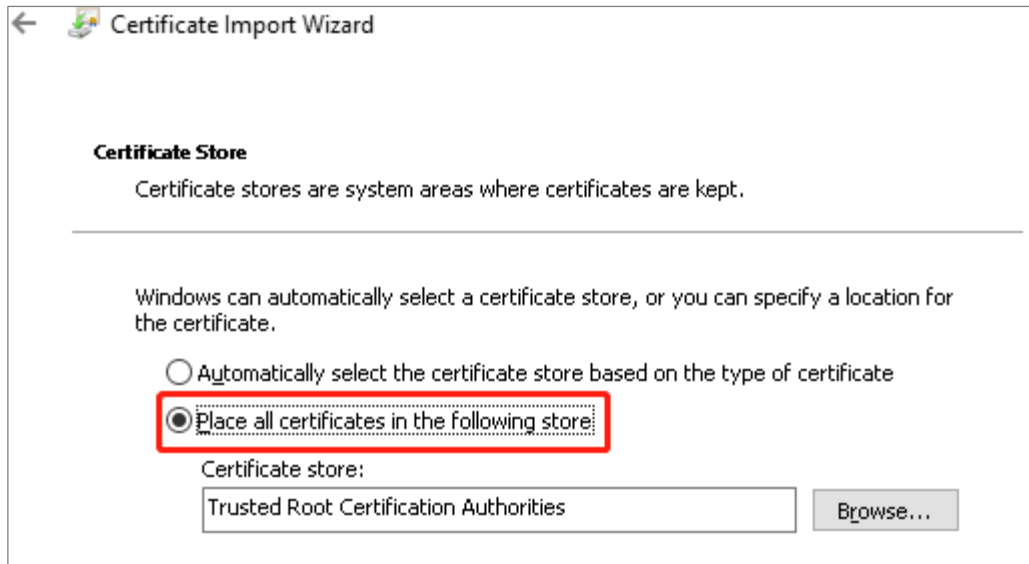 Certificate Import Wizard
Certificate Store
Certificate stores are system areas where certificates are kept.
Windows can automatically select a certificate store, or you can specify a location for
the certificate.
Automatically select the certificate store based on the type of certificate
Place all certificates in the following store
Certificate store:
Trusted Root Certification Authorities
Browse...